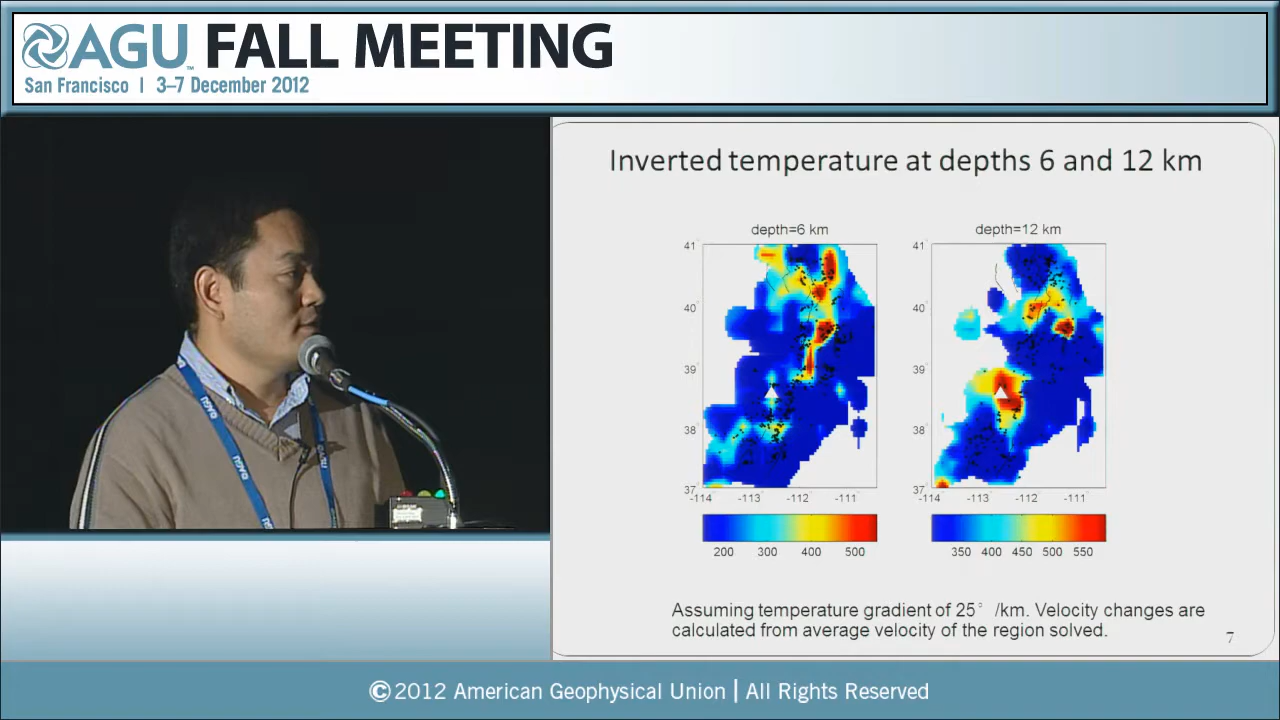 AGU FALL MEETING
San Francisco | 3–7 December 2012
Inverted temperature at depths 6 and 12 km
depth=6 km
depth=12 km
41°
40°
39°
38°
37°
-114
-113
-112
-111
200 300 400 500
41°
40°
39°
38°
37°
-114
-113
-112
-111
350 400 450 500 550
Assuming temperature gradient of 25° /km. Velocity changes are
calculated from average velocity of the region solved.
7
AGU
AGU
©2012 American Geophysical Union | All Rights Reserved